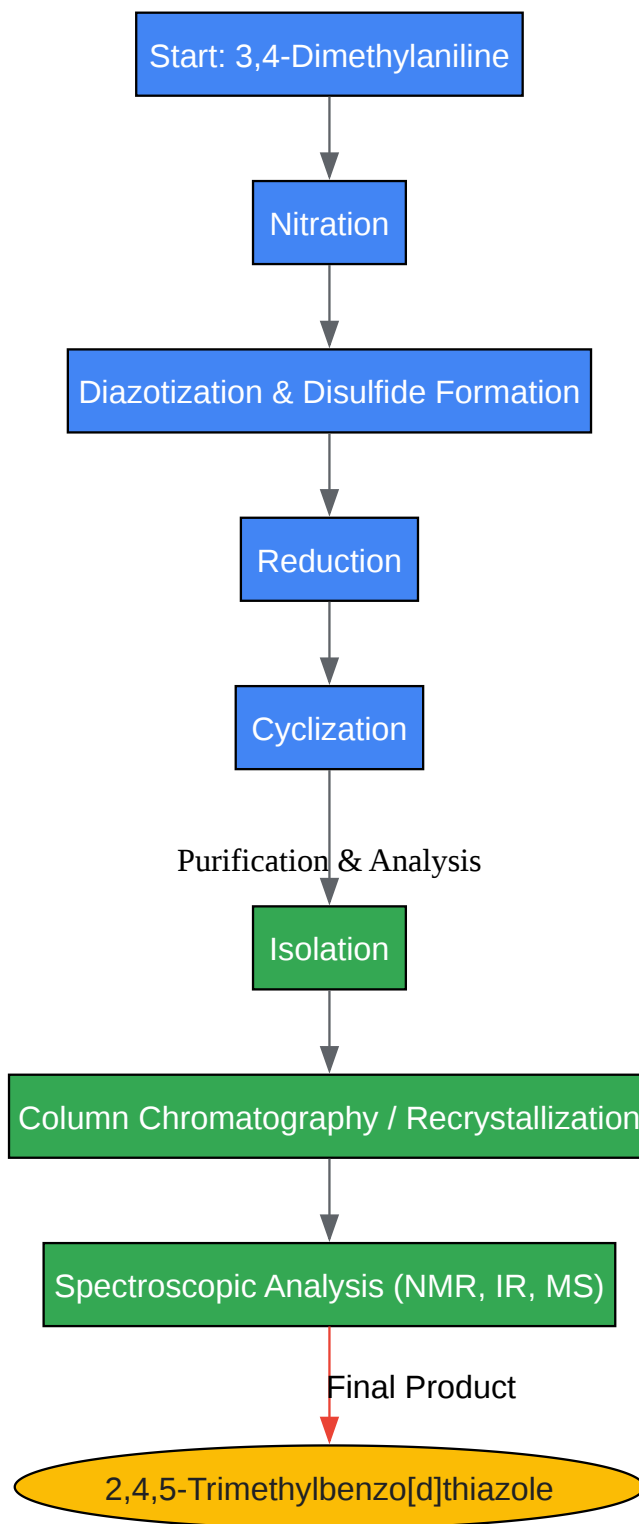 Start: 3,4-Dimethylaniline
Nitration
Diazotization & Disulfide Formation
Reduction
Cyclization
Purification & Analysis
Isolation
Column Chromatography / Recrystallization
Spectroscopic Analysis (NMR, IR, MS)
Final Product
2,4,5-Trimethylbenzo[d]thiazole